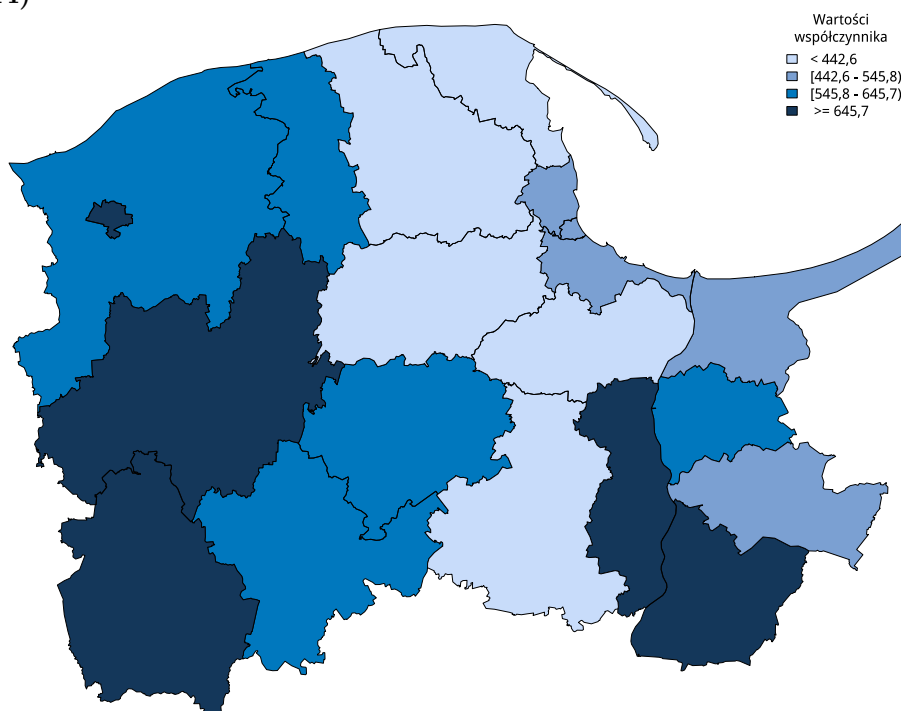 Wartości
współczynnika
< 442,6
[442,6 - 545,8)
[545,8 - 645,7)
>= 645,7